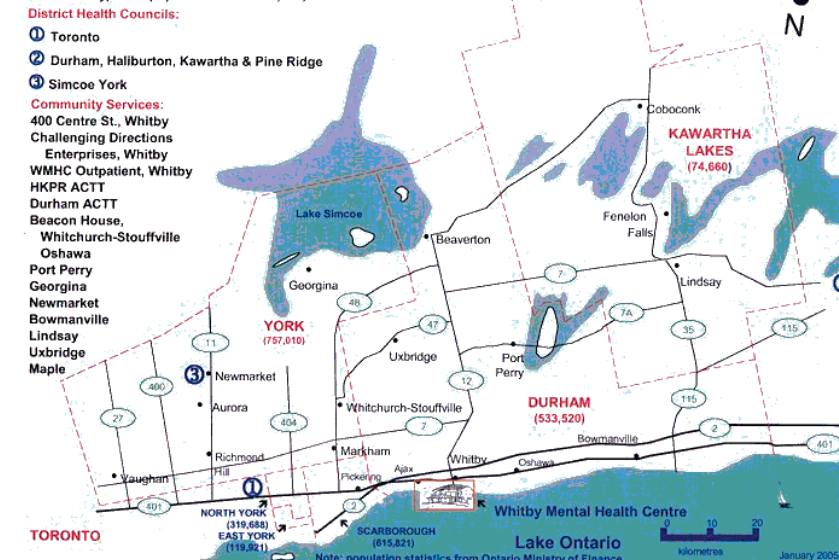 District Health Councils:
1 Toronto
2 Durham, Haliburton, Kawartha & Pine Ridge
3 Simcoe York
Community Services:
400 Centre St., Whitby
Challenging Directions
Enterprises, Whitby
WMHC Outpatient, Whitby
HKPR ACTT
Durham ACTT
Beacon House,
Whitchurch-Stouffville
Oshawa
Port Perry
Georgina
Newmarket
Bowmanville
Lindsay
Uxbridge
Maple
N
Coboconk
KAWARTHA
LAKES
(74,660)
Lake Simcoe
Fenelon
Falls
Beaverton
Georgina
Lindsay
7
48
7A
YORK
(757,010)
47
11
35
115
Uxbridge
Port
Perry
3
Newmarket
400
12
115
DURHAM
(533,520)
Aurora
Whitchurch-Stouffville
27
404
7
2
Bowmanville
401
Richmond
Hill
Markham
Vaughan
Pickering
Ajax
Whitby
Oshawa
1
401
2
NORTH YORK
(319,688)
EAST YORK
(119,921)
SCARBOROUGH
(615,821)
TORONTO
Whitby Mental Health Centre
Lake Ontario
0 10 20
kilometres
January 2005
Note: population statistics from Ontario Ministry of Finance